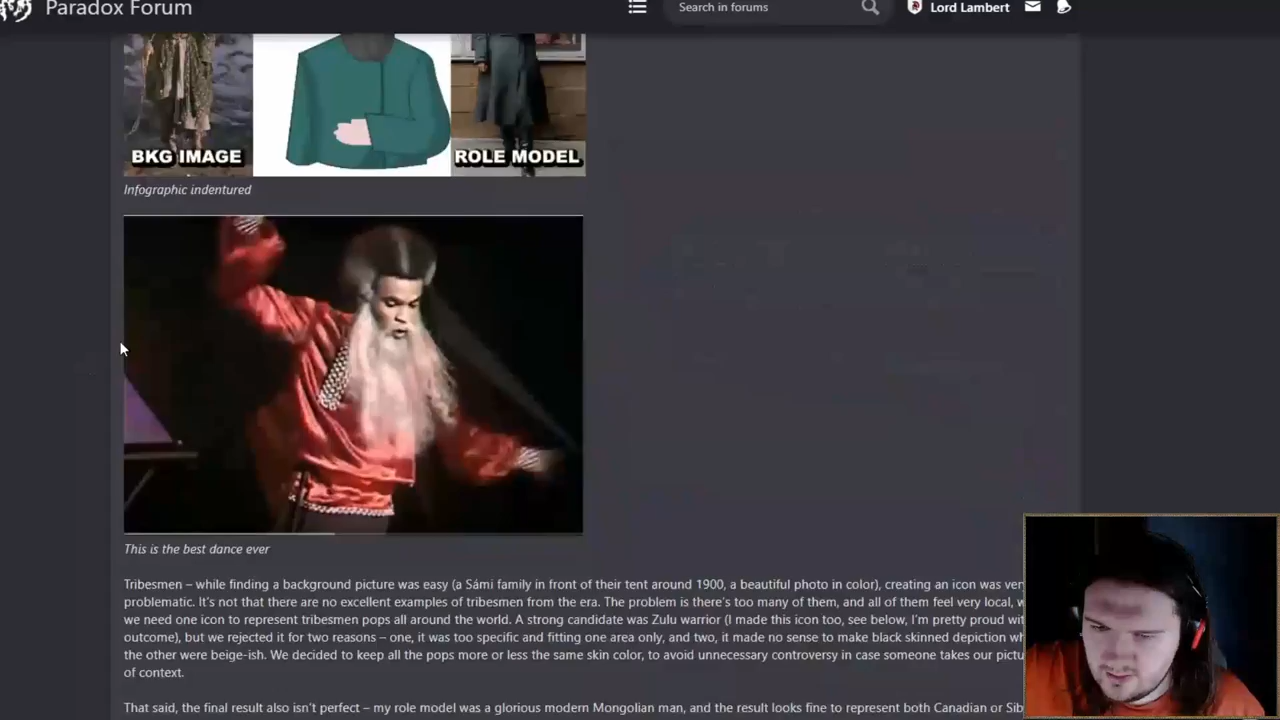 Paradox Forum
Search in forums
Lord Lambert
BKG IMAGE
ROLE MODEL
Infographic indentured
This is the best dance ever
Tribesmen – while finding a background picture was easy (a Sámi family in front of their tent around 1900, a beautiful photo in color), creating an icon was
problematic. It's not that there are no excellent examples of tribesmen from the era. The problem is there's too many of them, and all of them feel very local,
we need one icon to represent tribesmen pops all around the world. A strong candidate was Zulu warrior (I made this icon too, see below, I'm pretty proud
outcome), but we rejected it for two reasons – one, it was too specific and fitting one area only, and two, it made no sense to make black skinned depiction
the other were beige-ish. We decided to keep all the pops more or less the same skin color, to avoid unnecessary controversy in case someone takes our
of context.
That said, the final result also isn't perfect – my role model was a glorious modern Mongolian man, and the result looks fine to represent both Canadian or